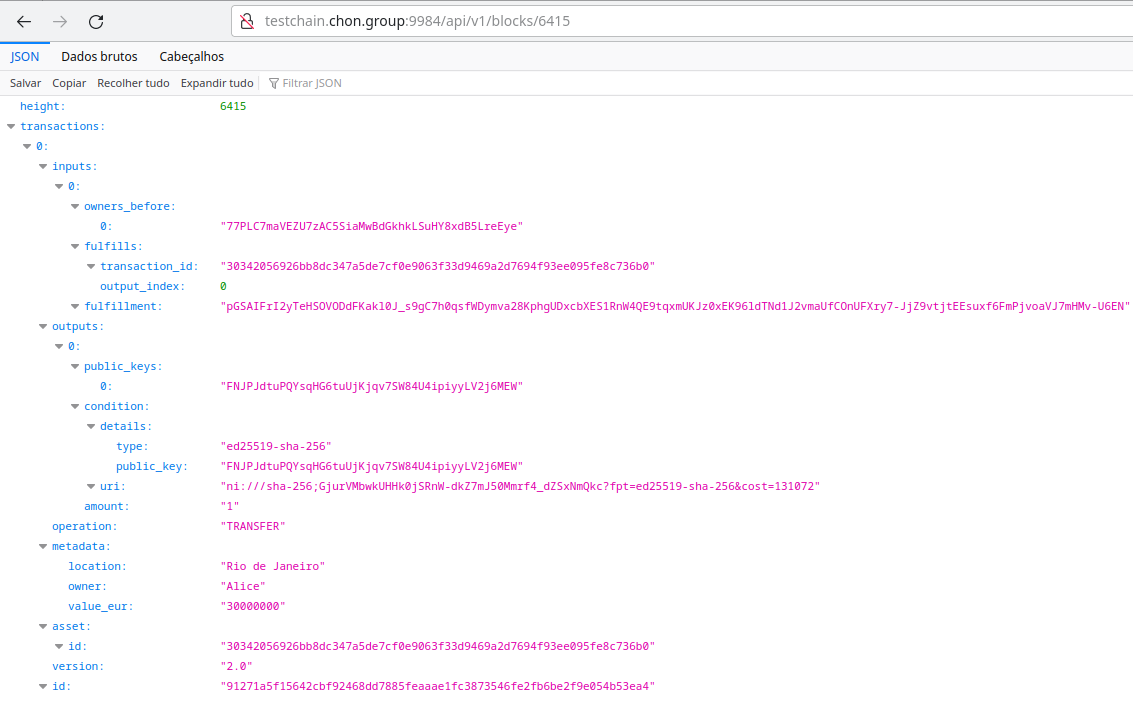 testchain.chon.group:9984/api/v1/blocks/6415
JSON Dados brutos Cabeçalhos
Salvar Copiar Recolher tudo Expandir tudo Filtrar JSON
height: 6415
transactions:
0:
inputs:
0:
owners_before:
0: "77PLC7maVEZU7zAC5SiaMwBdGkhkLSuHY8xdB5LreEye"
fulfills:
transaction_id: "30342056926bb8dc347a5de7cf0e9063f33d9469a2d7694f93ee095fe8c736b0"
output_index: 0
fulfillment: "pGSAIFrI2yTeHSOVODdFKakl0J_s9gC7h0qsfWDymva28KphgUDxcbXES1RnW4QE9tqxmUKJz0xEK96ldTNd1J2vmaUfCOnUFXry7-JjZ9vtjtEEsuxf6FmPjvoaVJ7mHMv-U6EN"
outputs:
0:
public_keys:
0: "FNJPJdtuPQYsqHG6tuUjKjqv7SW84U4ipiyyLV2j6MEW"
condition:
details:
type: "ed25519-sha-256"
public_key: "FNJPJdtuPQYsqHG6tuUjKjqv7SW84U4ipiyyLV2j6MEW"
uri: "ni:///sha-256;GjurVMbwkUHHk0jSRnW-dkZ7mJ50Mmrf4_dZSxNmQkc?fpt=ed25519-sha-256&cost=131072"
amount: "1"
operation: "TRANSFER"
metadata:
location: "Rio de Janeiro"
owner: "Alice"
value_eur: "30000000"
asset:
id: "30342056926bb8dc347a5de7cf0e9063f33d9469a2d7694f93ee095fe8c736b0"
version: "2.0"
id: "91271a5f15642cbf92468dd7885feaaae1fc3873546fe2fb6be2f9e054b53ea4"